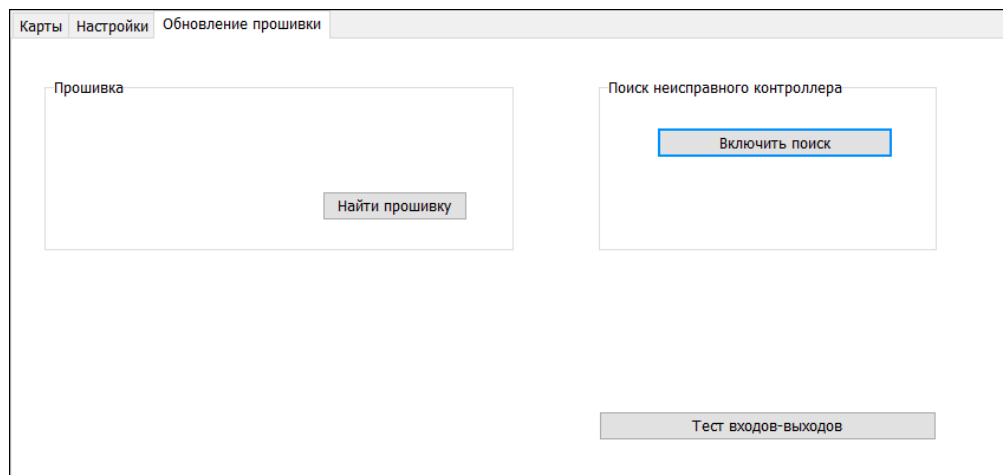 Карты Настройки Обновление прошивки
Прошивка
Поиск неисправного контроллера
Включить поиск
Найти прошивку
Тест входов-выходов